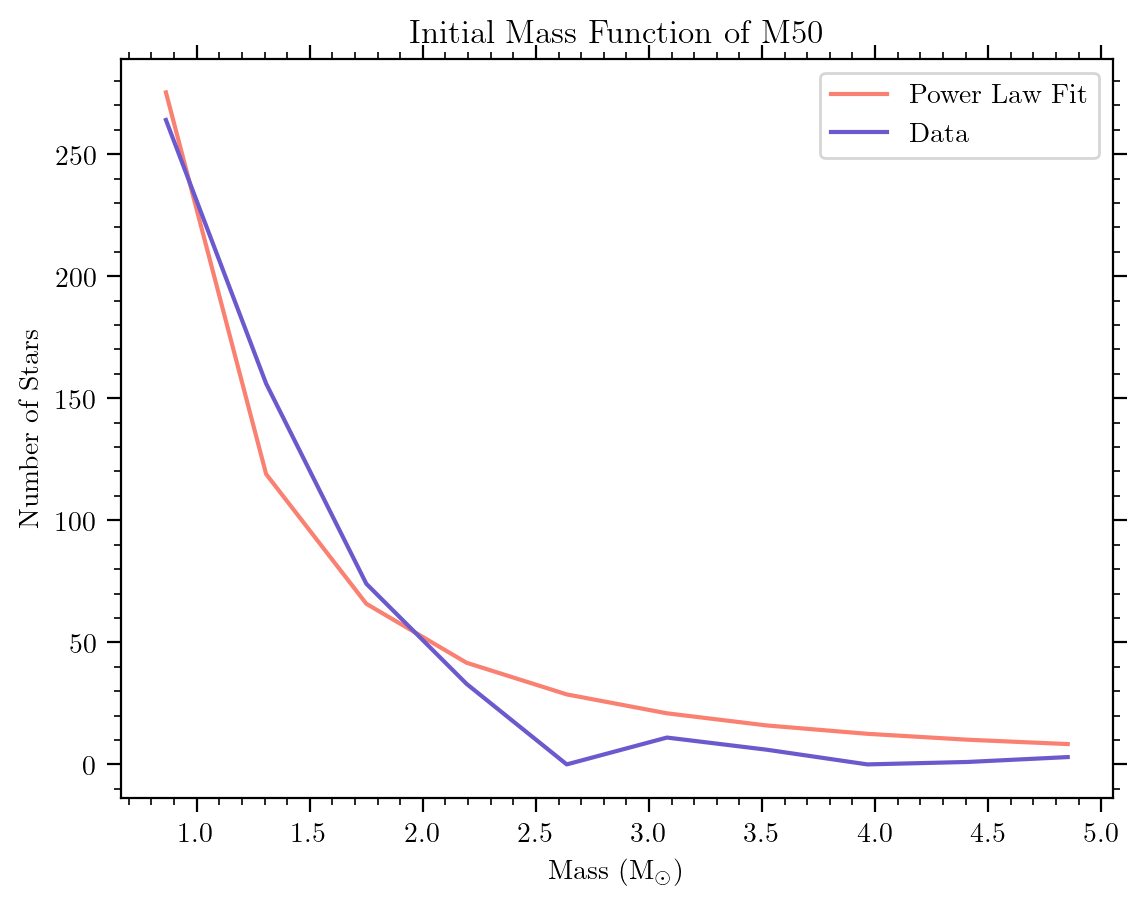 Initial Mass Function of M50
Power Law Fit
Data
Number of Stars
250
200
150
100
50
0
1.0 1.5 2.0 2.5 3.0 3.5 4.0 4.5 5.0
Mass (M☉)